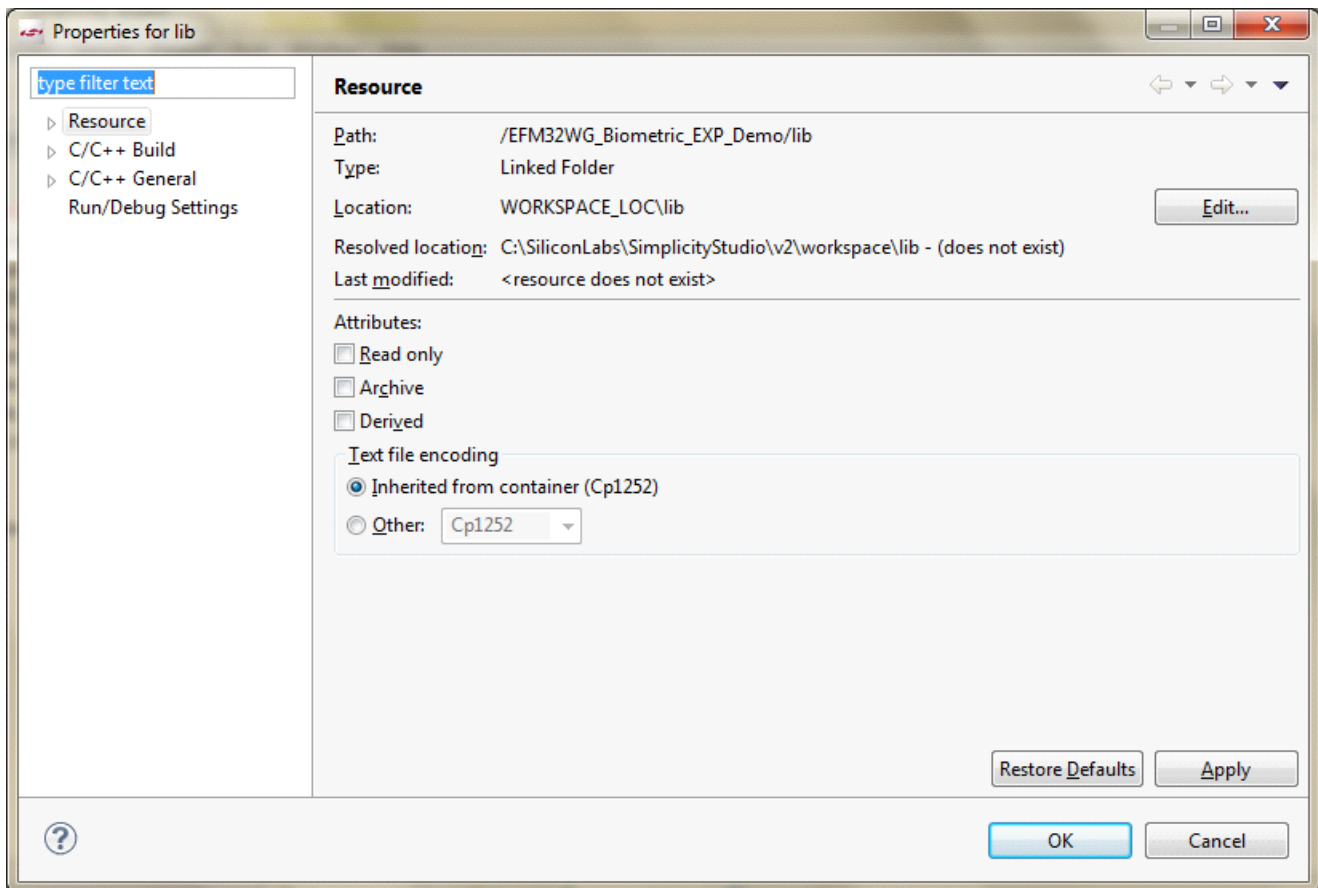 Properties for lib
type filter text
Resource
C/C++ Build
C/C++ General
Run/Debug Settings
Resource
Path: /EFM32WG_Biometric_EXP_Demo/lib
Type: Linked Folder
Location: WORKSPACE_LOC\lib Edit...
Resolved location: C:\SiliconLabs\SimplicityStudio\v2\workspace\lib - (does not exist)
Last modified: <resource does not exist>
Attributes:
Read only
Archive
Derived
Text file encoding
Inherited from container (Cp1252)
Other: Cp1252
Restore Defaults Apply
OK Cancel